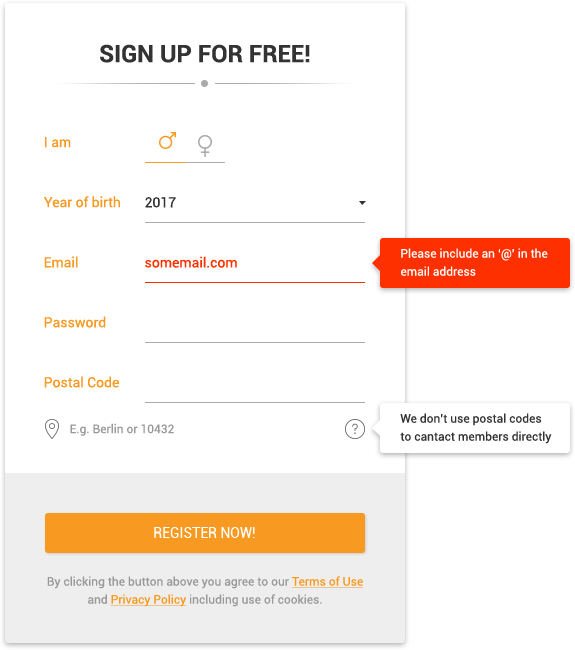 SIGN UP FOR FREE!
I am
Year of birth 2017
Email somemail.com
Please include an '@' in the
email address
Password
Postal Code
E.g. Berlin or 10432 ?
We don't use postal codes
to cantact members directly
REGISTER NOW!
By clicking the button above you agree to our Terms of Use
and Privacy Policy including use of cookies.